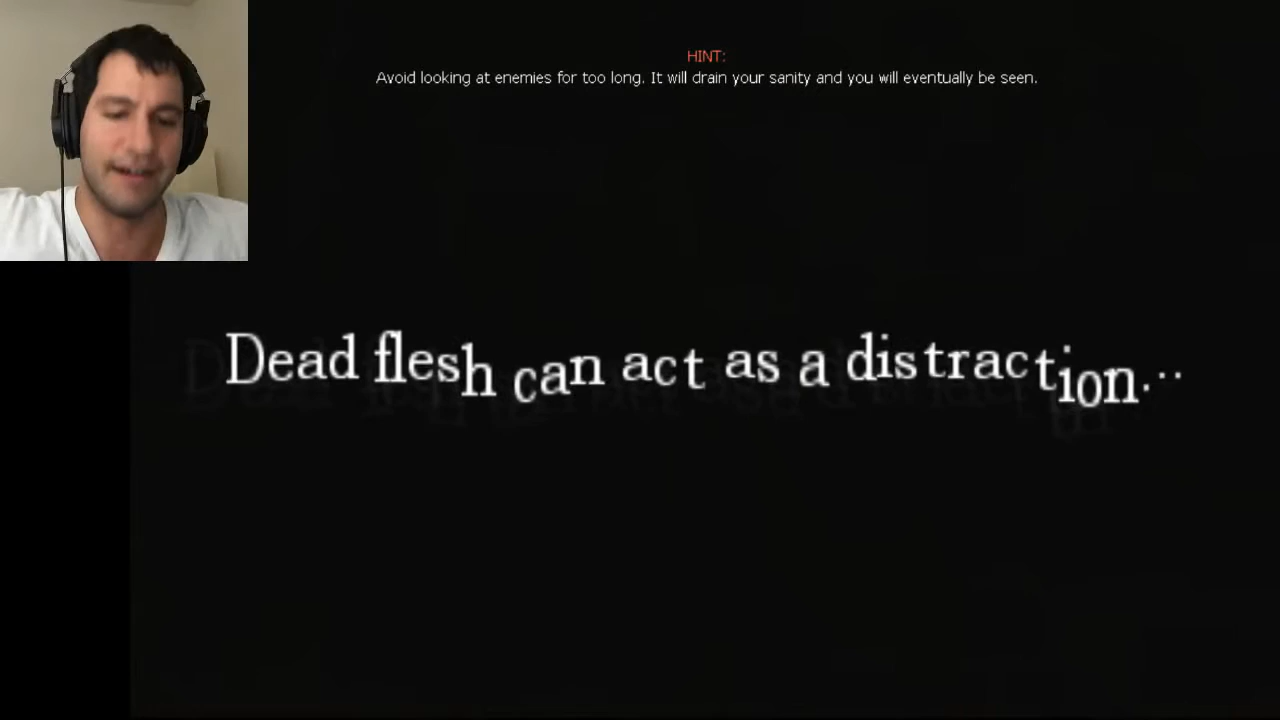 HINT:
Avoid looking at enemies for too long. It will drain your sanity and you will eventually be seen.
Dead flesh can act as a distraction...